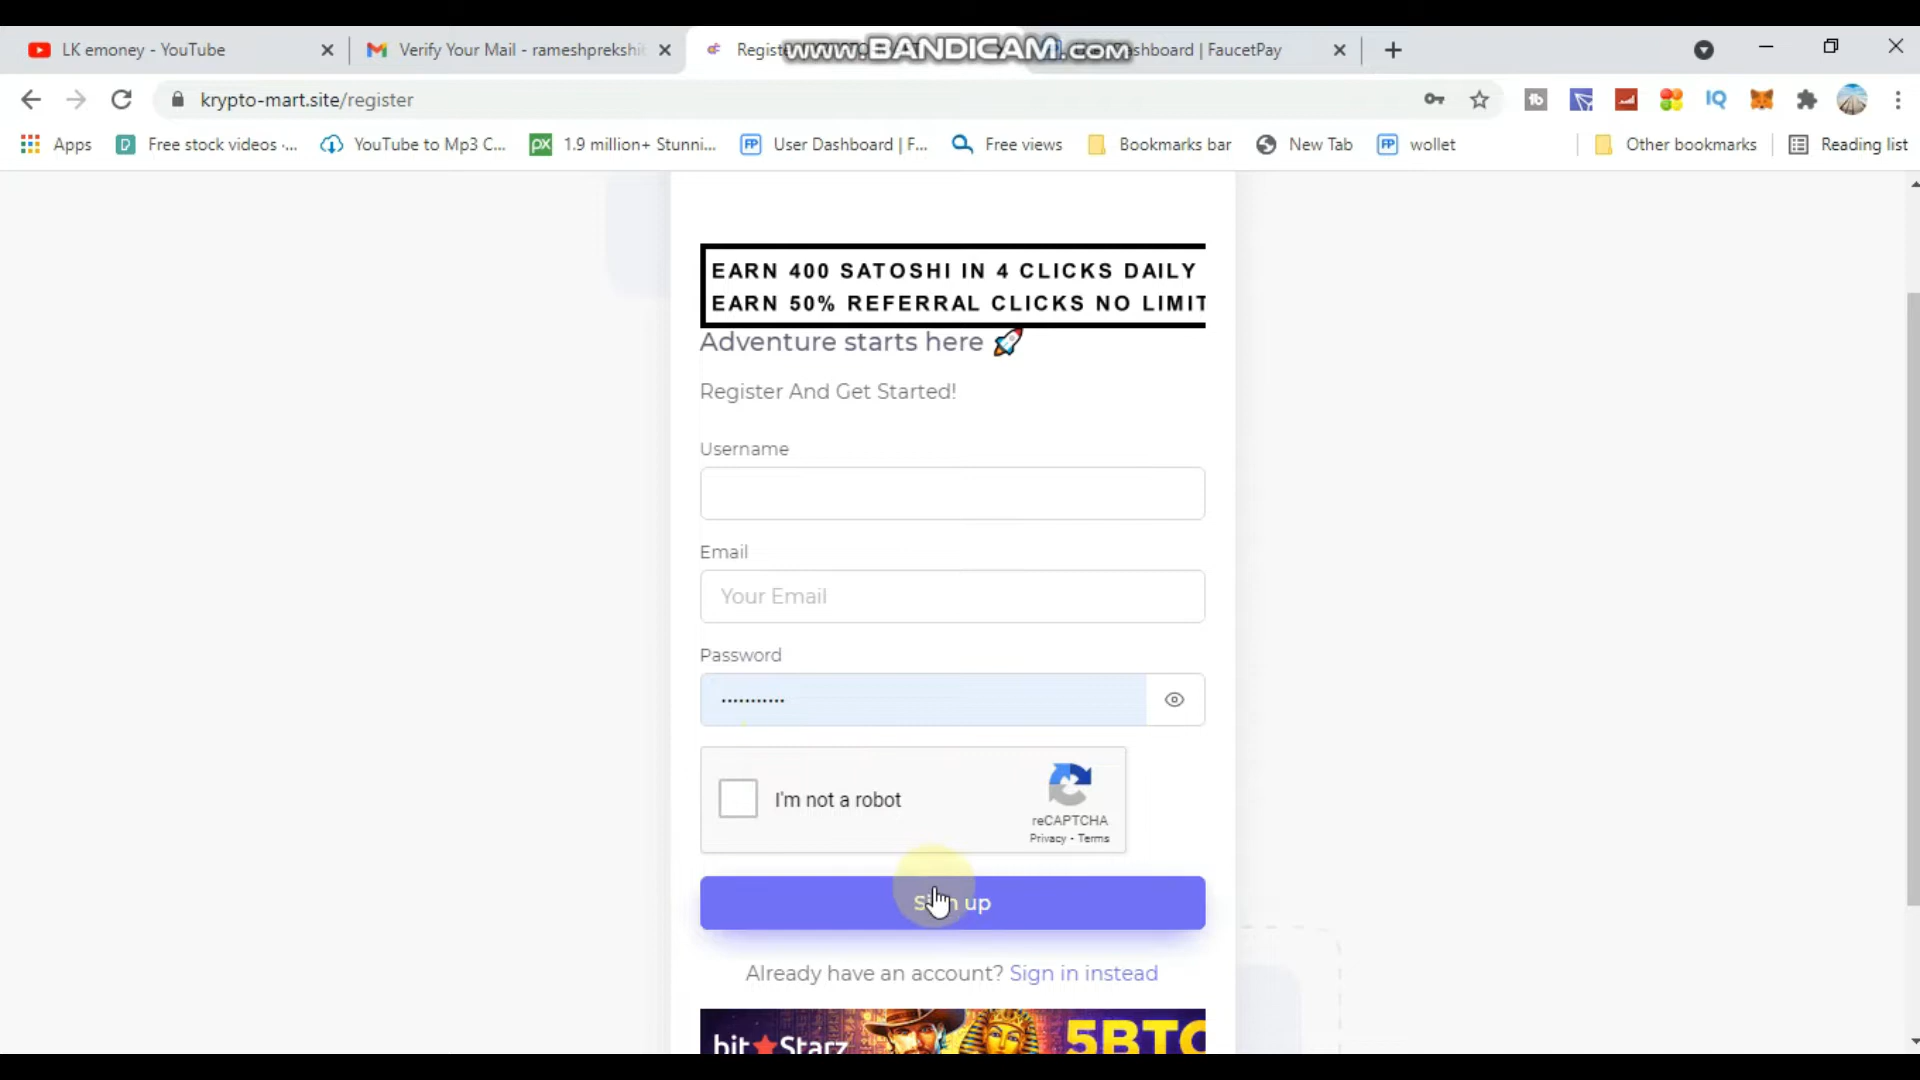 LK emoney - YouTube
Verify Your Mail - rameshprekshit
www.BANDICAM.com
Dashboard | FaucetPay
krypto-mart.site/register
Apps
Free stock videos -...
YouTube to Mp3 C...
1.9 million+ Stunni...
User Dashboard | F...
Free views
Bookmarks bar
New Tab
wollet
Other bookmarks
Reading list
EARN 400 SATOSHI IN 4 CLICKS DAILY
EARN 50% REFERRAL CLICKS NO LIMIT
Adventure starts here 🚀
Register And Get Started!
Username
Email
Your Email
Password
I'm not a robot
reCAPTCHA
Privacy - Terms
Sign up
Already have an account? Sign in instead
bit★Starz
5BTC